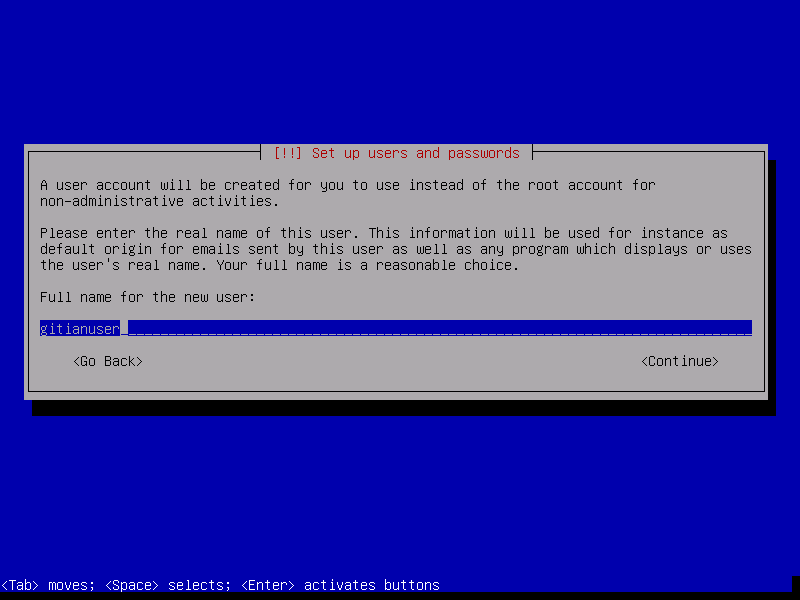 [!!] Set up users and passwords
A user account will be created for you to use instead of the root account for
non-administrative activities.
Please enter the real name of this user. This information will be used for instance as
default origin for emails sent by this user as well as any program which displays or uses
the user's real name. Your full name is a reasonable choice.
Full name for the new user:
gitianuser
<Go Back> <Continue>
<Tab> moves; <Space> selects; <Enter> activates buttons